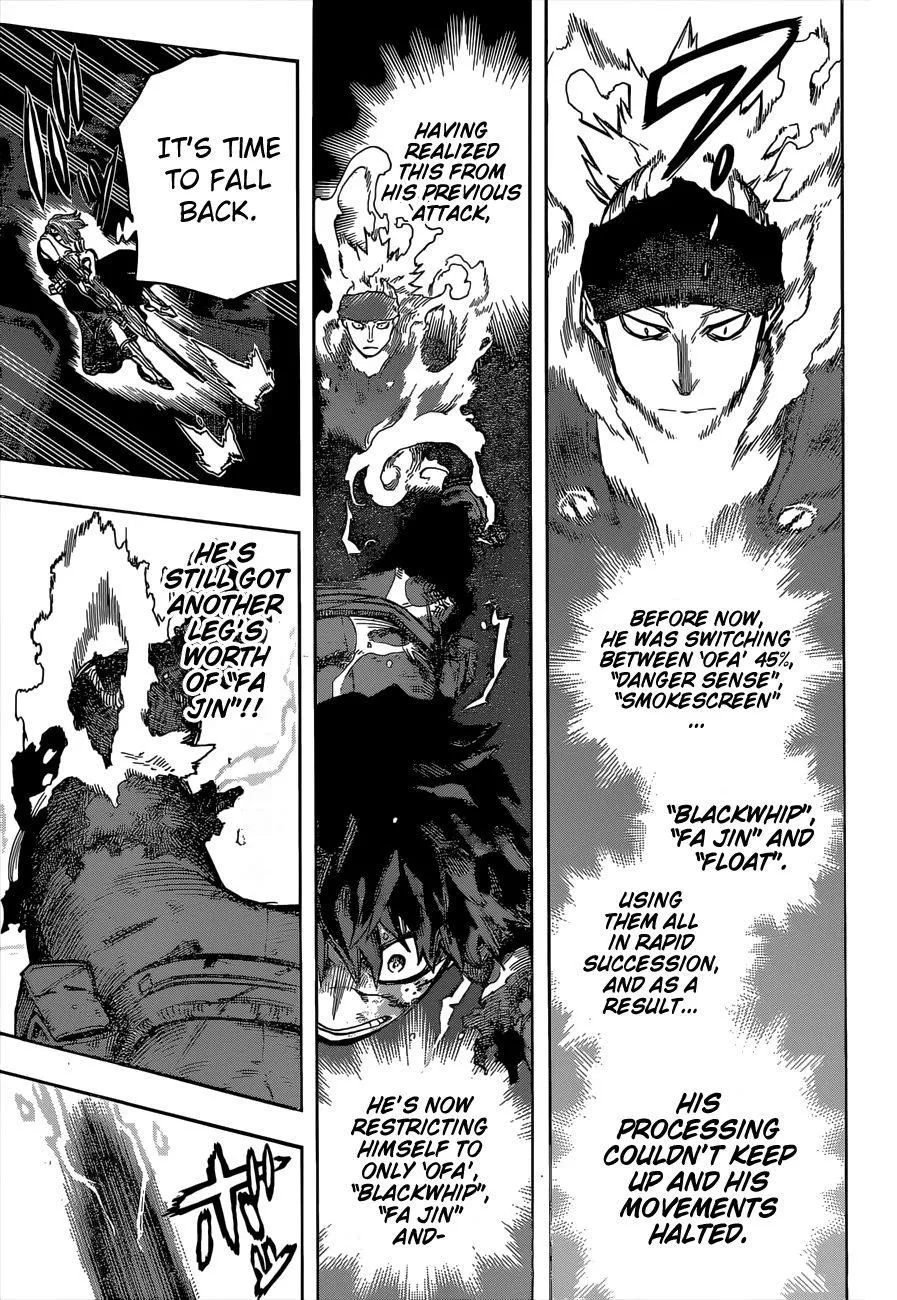 BEFORE NOW,
HE WAS SWITCHING
BETWEEN 'OFA' 45%,
"DANGER SENSE",
"SMOKESCREEN"
...
"BLACKWHIP",
"FA JIN" AND
"FLOAT".
USING
THEM ALL
IN RAPID
SUCCESSION,
AND AS A
RESULT...
HIS
PROCESSING
COULDN'T KEEP
UP AND HIS
MOVEMENTS
HALTED.
HAVING
REALIZED
THIS FROM
HIS PREVIOUS
ATTACK,
HE'S NOW
RESTRICTING
HIMSELF TO
ONLY 'OFA',
"BLACKWHIP",
"FA JIN"
AND-
IT'S TIME
TO FALL
BACK.
HE'S
STILL GOT
ANOTHER
LEG'S
WORTH
OF "FA
JIN"!!